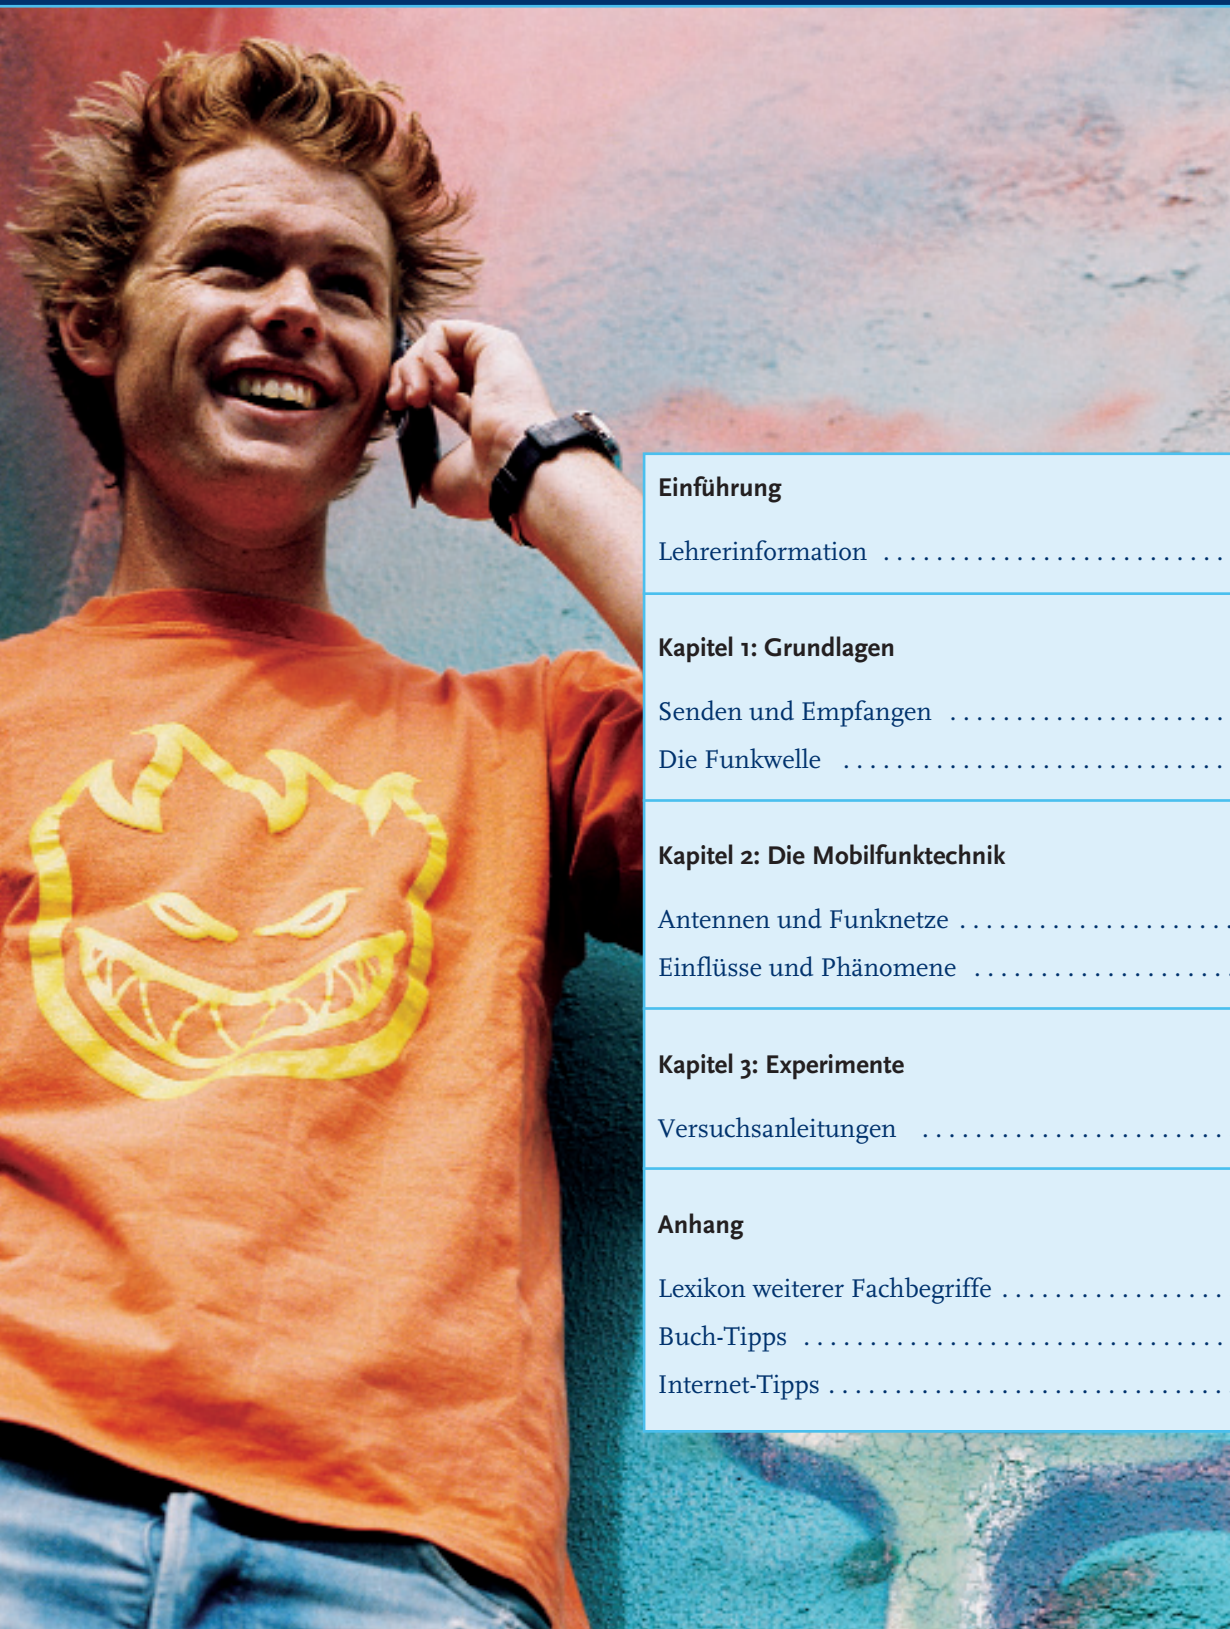 Einführung
Lehrerinformation ..........................
Kapitel 1: Grundlagen
Senden und Empfangen .....................
Die Funkwelle .............................
Kapitel 2: Die Mobilfunktechnik
Antennen und Funknetze .....................
Einflüsse und Phänomene ....................
Kapitel 3: Experimente
Versuchsanleitungen .......................
Anhang
Lexikon weiterer Fachbegriffe .................
Buch-Tipps ................................
Internet-Tipps ..............................